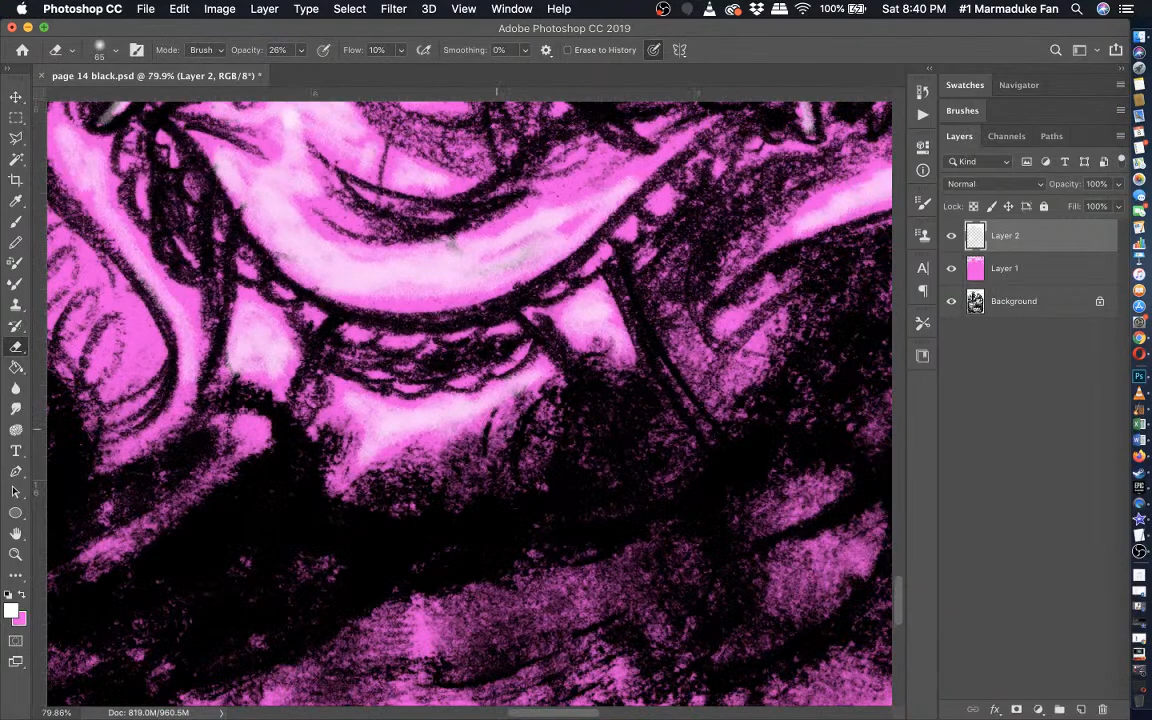 Photoshop CC File Edit Image Layer Type Select Filter 3D View Window Help 100% Sat 8:40 PM #1 Marmaduke Fan
Adobe Photoshop CC 2019
65 Mode: Brush Opacity: 26% Flow: 10% Smoothing: 0% Erase to History
× page 14 black.psd @ 79.9% (Layer 2, RGB/8*) *
Swatches Navigator
Brushes
Layers Channels Paths
Kind
Normal Opacity: 100%
Lock: Fill: 100%
Layer 2
Layer 1
Background
79.86% Doc: 819.0M/960.5M